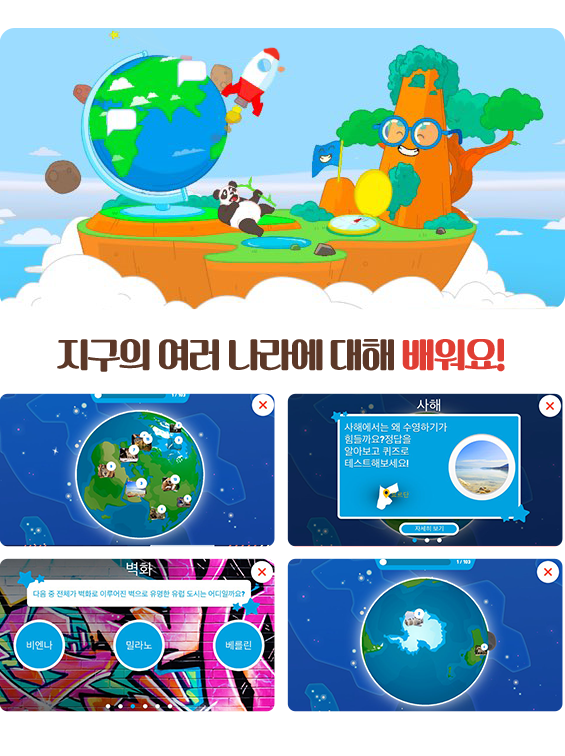 지구의 여러 나라에 대해 배워요!
1 / 103
사해
사해에서는 왜 수영하기가
힘들까요?정답을
알아보고 퀴즈로
테스트해보세요!
요르단
자세히 보기
벽화
다음 중 전체가 벽화로 이루어진 벽으로 유명한 유럽 도시는 어디일까요?
비엔나
밀라노
베를린
1 / 103